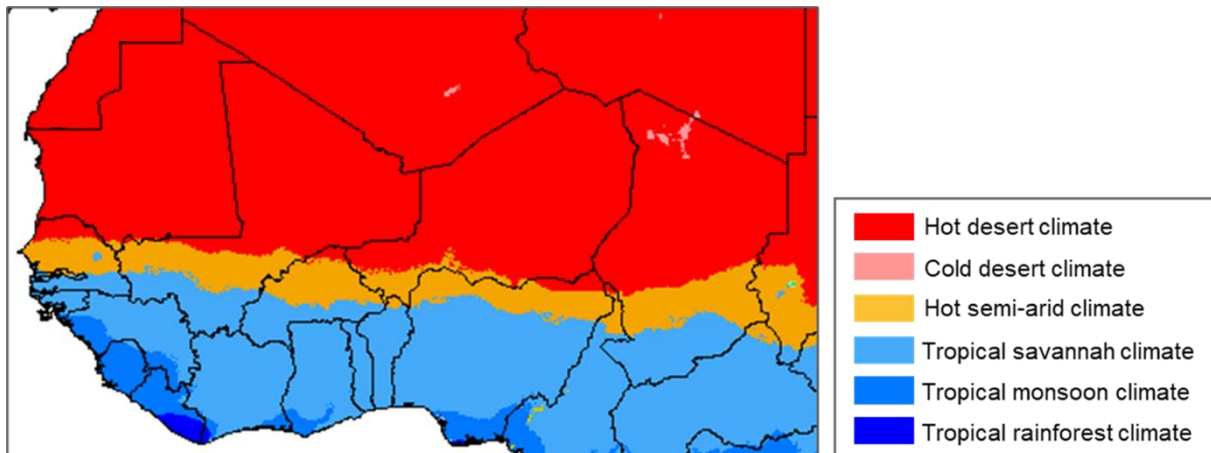 Hot desert climate
Cold desert climate
Hot semi-arid climate
Tropical savannah climate
Tropical monsoon climate
Tropical rainforest climate